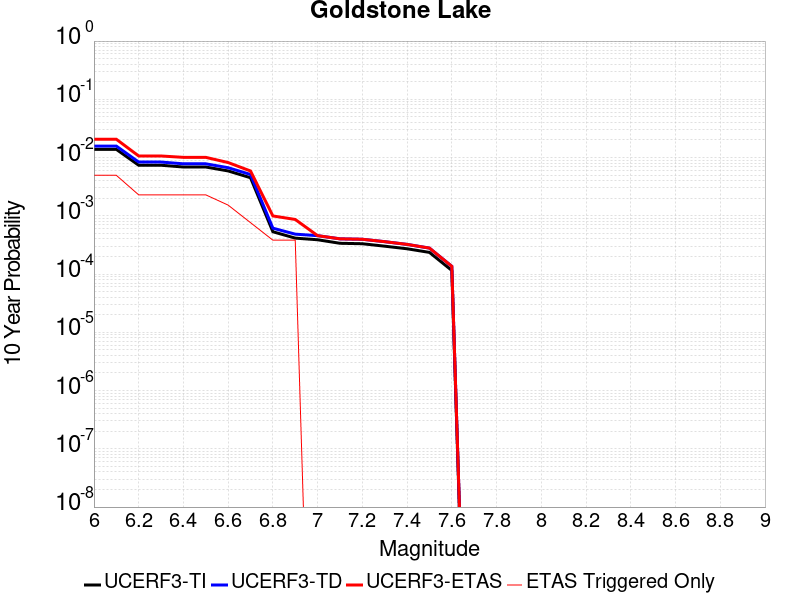 Goldstone Lake
10^0
10^-1
10^-2
10^-3
10^-4
10^-5
10^-6
10^-7
10^-8
10 Year Probability
6 6.2 6.4 6.6 6.8 7 7.2 7.4 7.6 7.8 8 8.2 8.4 8.6 8.8 9
Magnitude
UCERF3-TI UCERF3-TD UCERF3-ETAS ETAS Triggered Only